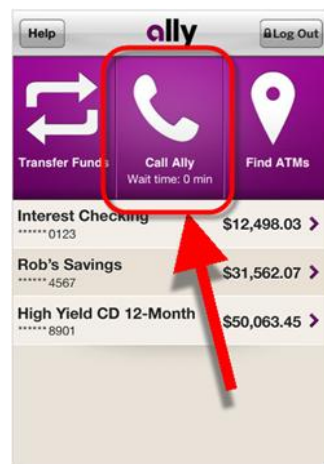 Help
ally
Log Out
Transfer Funds
Call Ally
Wait time: 0 min
Find ATMs
Interest Checking
******0123
$12,498.03
Rob's Savings
******4567
$31,562.07
High Yield CD 12-Month
******8901
$50,063.45